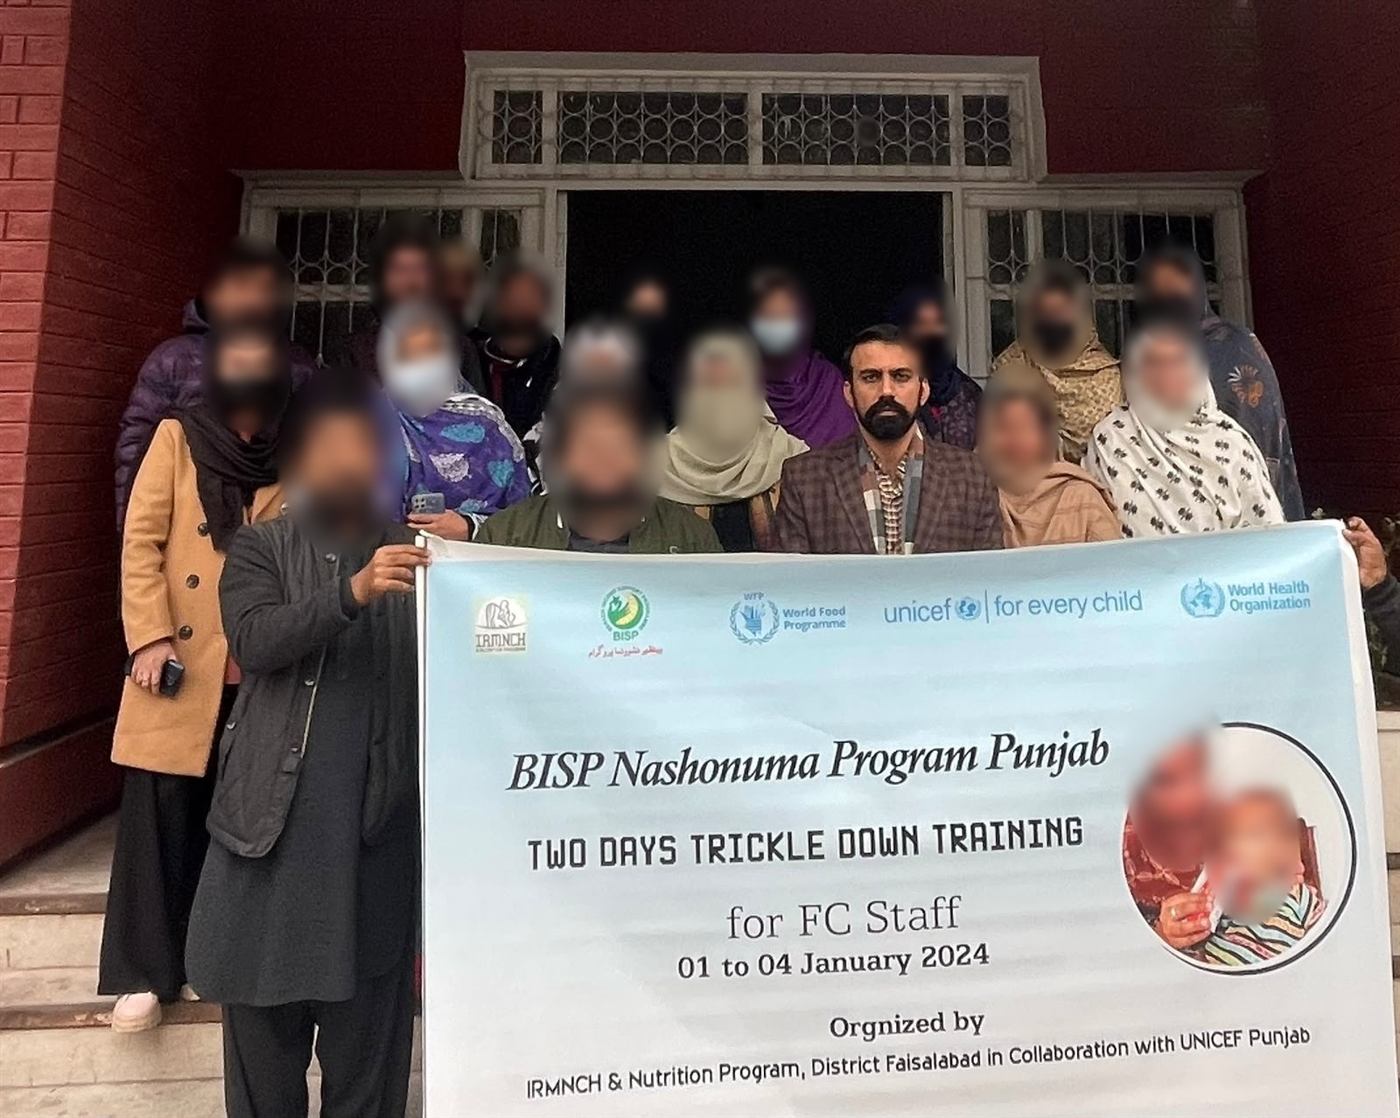 IRMNCH
BISP
بینظیر نشوونما پروگرام
WFP
World Food
Programme
unicef | for every child
World Health
Organization
BISP Nashonuma Program Punjab
TWO DAYS TRICKLE DOWN TRAINING
for FC Staff
01 to 04 January 2024
Orgnized by
IRMNCH & Nutrition Program, District Faisalabad in Collaboration with UNICEF Punjab